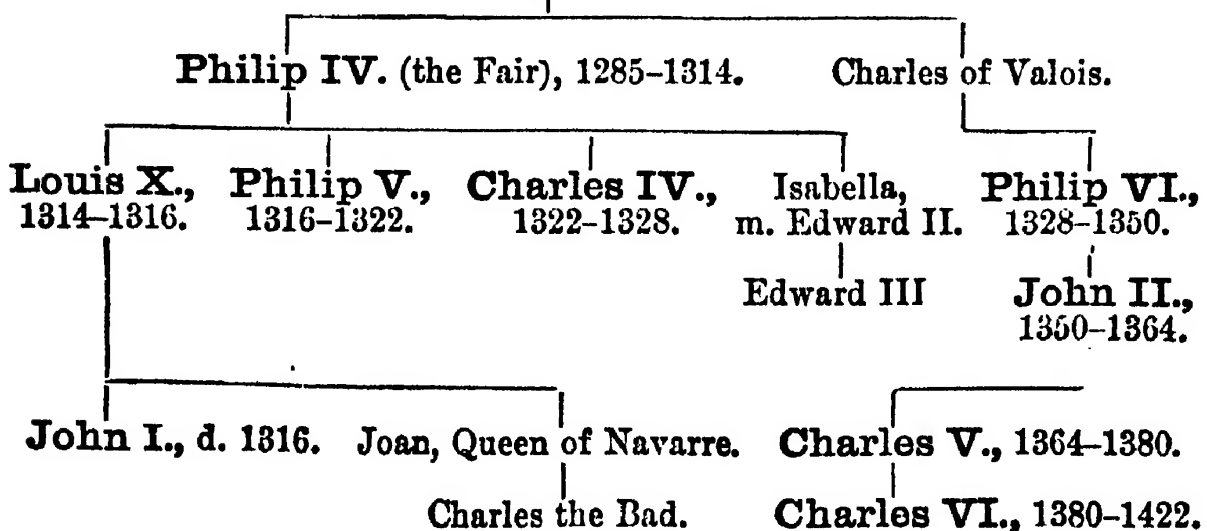 Philip IV. (the Fair), 1285–1314. Charles of Valois.
Louis X., Philip V., Charles IV., Isabella, Philip VI.,
1314–1316. 1316–1322. 1322–1328. m. Edward II. 1328–1350.
Edward III John II.,
1350–1364.
John I., d. 1316. Joan, Queen of Navarre. Charles V., 1364–1380.
Charles the Bad. Charles VI., 1380–1422.